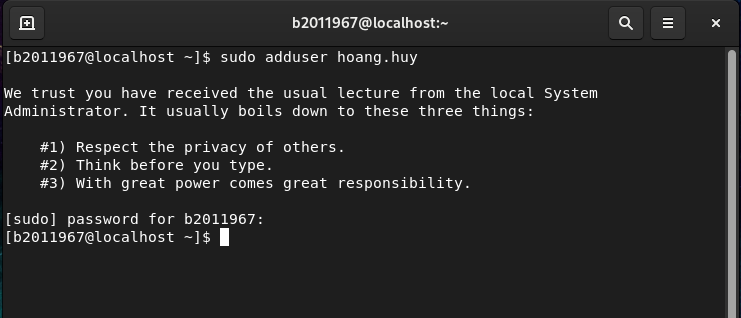 b2011967@localhost:~
[b2011967@localhost ~]$ sudo adduser hoang.huy
We trust you have received the usual lecture from the local System
Administrator. It usually boils down to these three things:
#1) Respect the privacy of others.
#2) Think before you type.
#3) With great power comes great responsibility.
[sudo] password for b2011967:
[b2011967@localhost ~]$